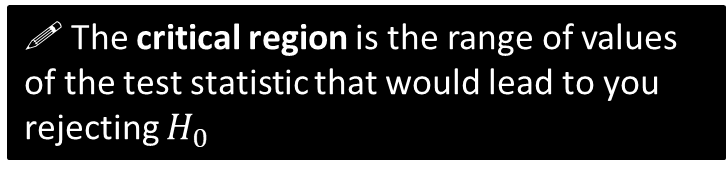 ✏ The critical region is the range of values
of the test statistic that would lead to you
rejecting H₀